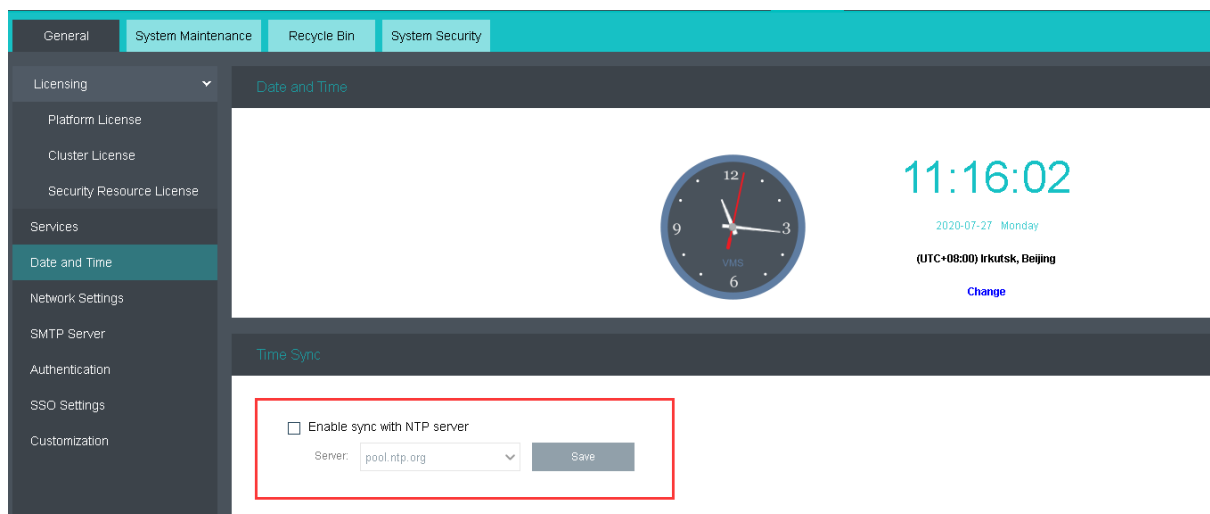 General
System Maintenance
Recycle Bin
System Security
Licensing
Platform License
Cluster License
Security Resource License
Services
Date and Time
Network Settings
SMTP Server
Authentication
SSO Settings
Customization
Date and Time
12
3
6
9
VMS
11:16:02
2020-07-27 Monday
(UTC+08:00) Irkutsk, Beijing
Change
Time Sync
Enable sync with NTP server
Server: pool.ntp.org
Save